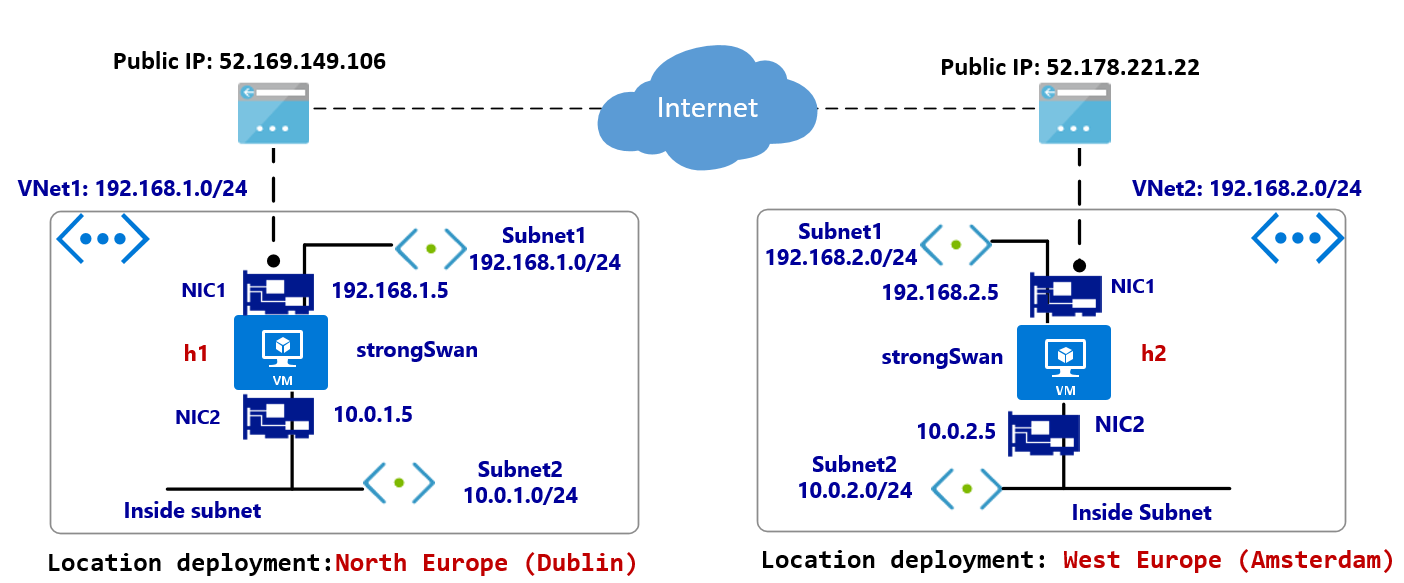 Public IP: 52.169.149.106
Internet
Public IP: 52.178.221.22
VNet1: 192.168.1.0/24
VNet2: 192.168.2.0/24
Subnet1
192.168.1.0/24
NIC1
192.168.1.5
h1
strongSwan
VM
NIC2
10.0.1.5
Subnet2
10.0.1.0/24
Inside subnet
Location deployment:North Europe (Dublin)
Subnet1
192.168.2.0/24
192.168.2.5
NIC1
strongSwan
h2
VM
10.0.2.5
NIC2
Subnet2
10.0.2.0/24
Inside Subnet
Location deployment: West Europe (Amsterdam)